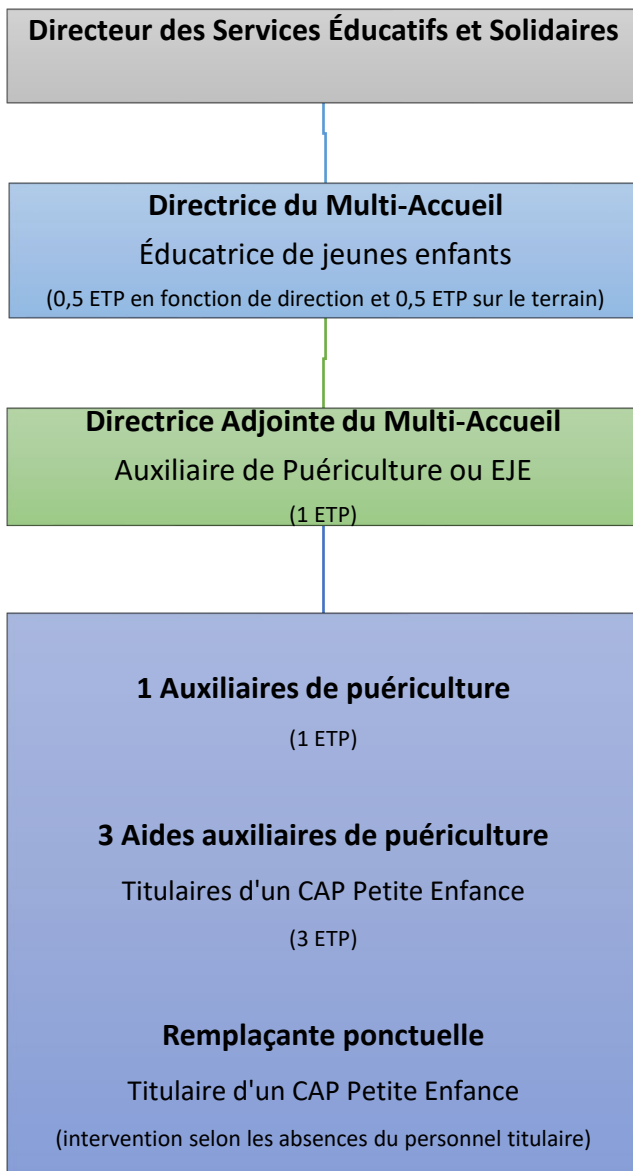 Directeur des Services Éducatifs et Solidaires
Directrice du Multi-Accueil
Éducatrice de jeunes enfants
(0,5 ETP en fonction de direction et 0,5 ETP sur le terrain)
Directrice Adjointe du Multi-Accueil
Auxiliaire de Puériculture ou EJE
(1 ETP)
1 Auxiliaires de puériculture
(1 ETP)
3 Aides auxiliaires de puériculture
Titulaires d'un CAP Petite Enfance
(3 ETP)
Remplaçante ponctuelle
Titulaire d'un CAP Petite Enfance
(intervention selon les absences du personnel titulaire)